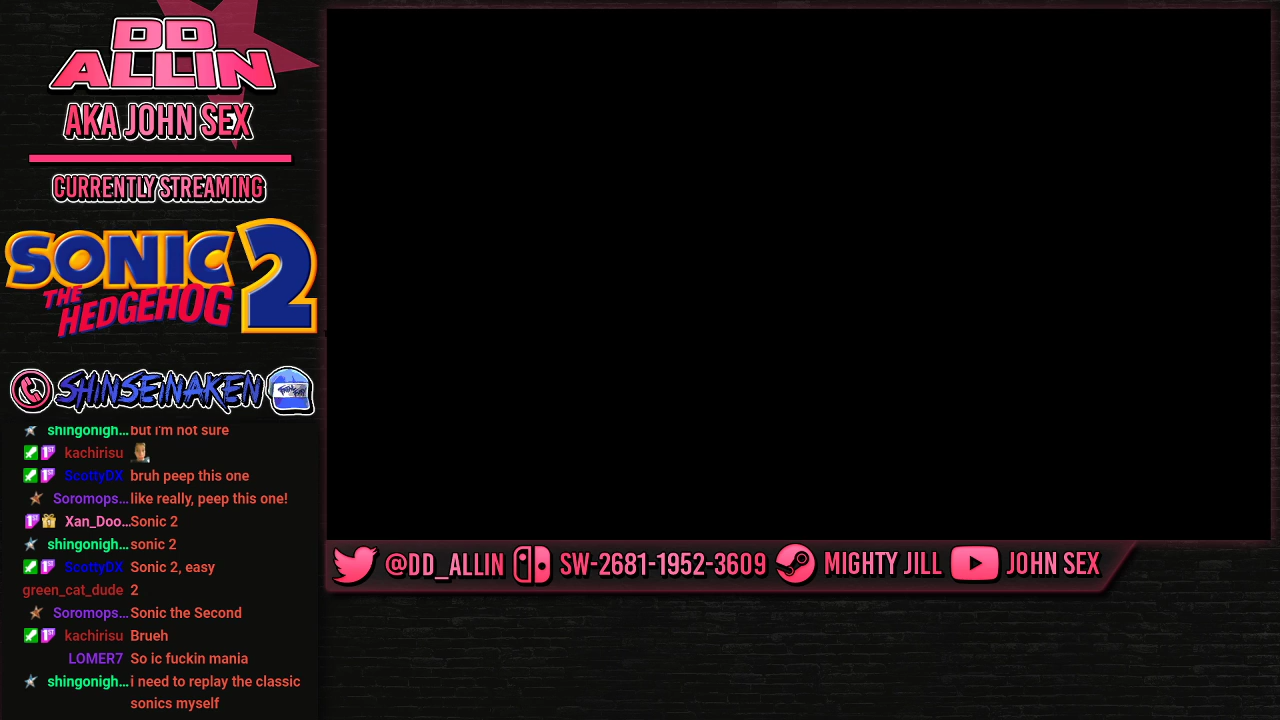 DD
ALLIN
AKA JOHN SEX
CURRENTLY STREAMING
SONIC 2
THE
HEDGEHOG
SHINSEINAKEN
shingonigh... but i'm not sure
kachirisu
ScottyDX bruh peep this one
Soromops... like really, peep this one!
Xan_Doo... Sonic 2
shingonigh... sonic 2
ScottyDX Sonic 2, easy
green_cat_dude 2
Soromops... Sonic the Second
kachirisu Brueh
LOMER7 So ic fuckin mania
shingonigh... i need to replay the classic
sonics myself
@DD_ALLIN SW-2681-1952-3609 MIGHTY JILL JOHN SEX